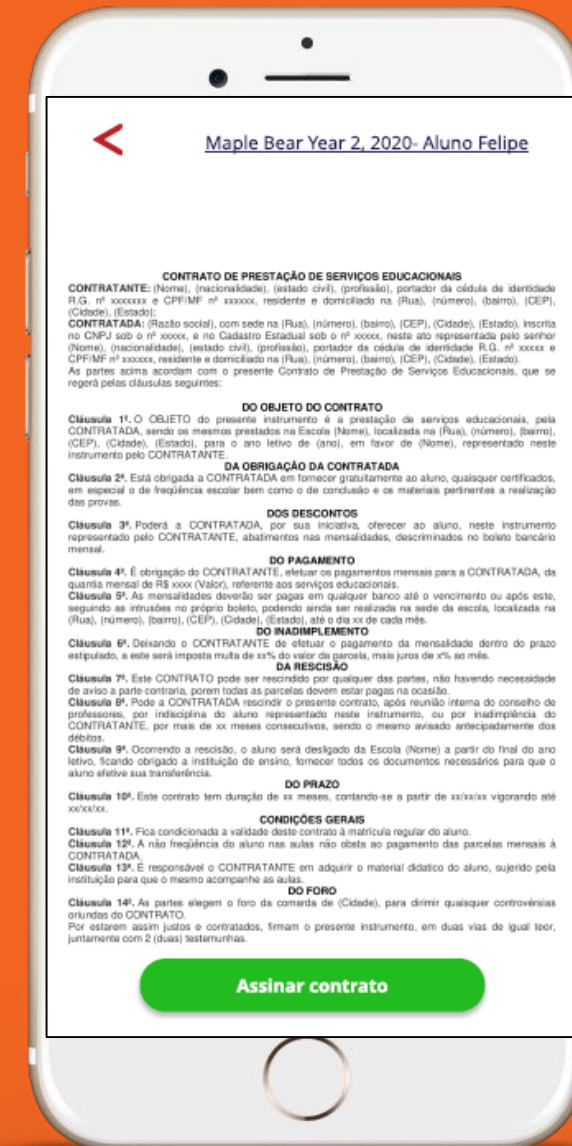 Maple Bear Year 2, 2020- Aluno Felipe
CONTRATO DE PRESTAÇÃO DE SERVIÇOS EDUCACIONAIS
CONTRATANTE: (Nome), (nacionalidade), (estado civil), (profissão), portador da cédula de identidade
R.G. nº xxxxxxx e CPF/MF nº xxxxxx, residente e domiciliado na (Rua), (número), (bairro), (CEP),
(Cidade), (Estado);
CONTRATADA: (Razão social), com sede na (Rua), (número), (bairro), (CEP), (Cidade), (Estado), inscrita
no CNPJ sob o nº xxxxx, e no Cadastro Estadual sob o nº xxxxx, neste ato representada pelo senhor
(Nome), (nacionalidade), (estado civil), (profissão), portador da cédula de identidade R.G. nº xxxxx e
CPF/MF nº xxxxxx, residente e domiciliado na (Rua), (número), (bairro), (CEP), (Cidade), (Estado).
As partes acima acordam com o presente Contrato de Prestação de Serviços Educacionais, que se
regerá pelas cláusulas seguintes:
DO OBJETO DO CONTRATO
Cláusula 1ª. O OBJETO do presente instrumento é a prestação de serviços educacionais, pela
CONTRATADA, sendo os mesmos prestados na Escola (Nome), localizada na (Rua), (número), (bairro),
(CEP), (Cidade), (Estado), para o ano letivo de (ano), em favor de (Nome), representado neste
instrumento pelo CONTRATANTE.
DA OBRIGAÇÃO DA CONTRATADA
Cláusula 2ª. Está obrigada a CONTRATADA em fornecer gratuitamente ao aluno, quaisquer certificados,
em especial o de freqüência escolar bem como o de conclusão e os materiais pertinentes a realização
das provas.
DOS DESCONTOS
Cláusula 3ª. Poderá a CONTRATADA, por sua iniciativa, oferecer ao aluno, neste instrumento
representado pelo CONTRATANTE, abatimentos nas mensalidades, descriminados no boleto bancário
mensal.
DO PAGAMENTO
Cláusula 4ª. É obrigação do CONTRATANTE, efetuar os pagamentos mensais para a CONTRATADA, da
quantia mensal de R$ xxxx (Valor), referente aos serviços educacionais.
Cláusula 5ª. As mensalidades deverão ser pagas em qualquer banco até o vencimento ou após este,
seguindo as intrusões no próprio boleto, podendo ainda ser realizada na sede da escola, localizada na
(Rua), (número), (bairro), (CEP), (Cidade), (Estado), até o dia xx de cada mês.
DO INADIMPLEMENTO
Cláusula 6ª. Deixando o CONTRATANTE de efetuar o pagamento da mensalidade dentro do prazo
estipulado, a este será imposta multa de xx% do valor da parcela, mais juros de x% ao mês.
DA RESCISÃO
Cláusula 7ª. Este CONTRATO pode ser rescindido por qualquer das partes, não havendo necessidade
de aviso a parte contraria, porem todas as parcelas devem estar pagas na ocasião.
Cláusula 8ª. Pode a CONTRATADA rescindir o presente contrato, após reunião interna do conselho de
professores, por indisciplina do aluno representado neste instrumento, ou por inadimplência do
CONTRATANTE, por mais de xx meses consecutivos, sendo o mesmo avisado antecipadamente dos
débitos.
Cláusula 9ª. Ocorrendo a rescisão, o aluno será desligado da Escola (Nome) a partir do final do ano
letivo, ficando obrigado a instituição de ensino, fornecer todos os documentos necessários para que o
aluno efetive sua transferência.
DO PRAZO
Cláusula 10ª. Este contrato tem duração de xx meses, contando-se a partir de xx/xx/xx vigorando até
xx/xx/xx.
CONDIÇÕES GERAIS
Cláusula 11ª. Fica condicionada a validade deste contrato à matrícula regular do aluno.
Cláusula 12ª. A não freqüência do aluno nas aulas não obsta ao pagamento das parcelas mensais à
CONTRATADA.
Cláusula 13ª. É responsável o CONTRATANTE em adquirir o material didatico do aluno, sujerido pela
instituição para que o mesmo acompanhe as aulas.
DO FORO
Cláusula 14ª. As partes elegem o foro da comarda de (Cidade), para dirimir quaisquer controvérsias
oriundas do CONTRATO.
Por estarem assim justos e contratados, firmam o presente instrumento, em duas vias de igual teor,
juntamente com 2 (duas) testemunhas.
Assinar contrato